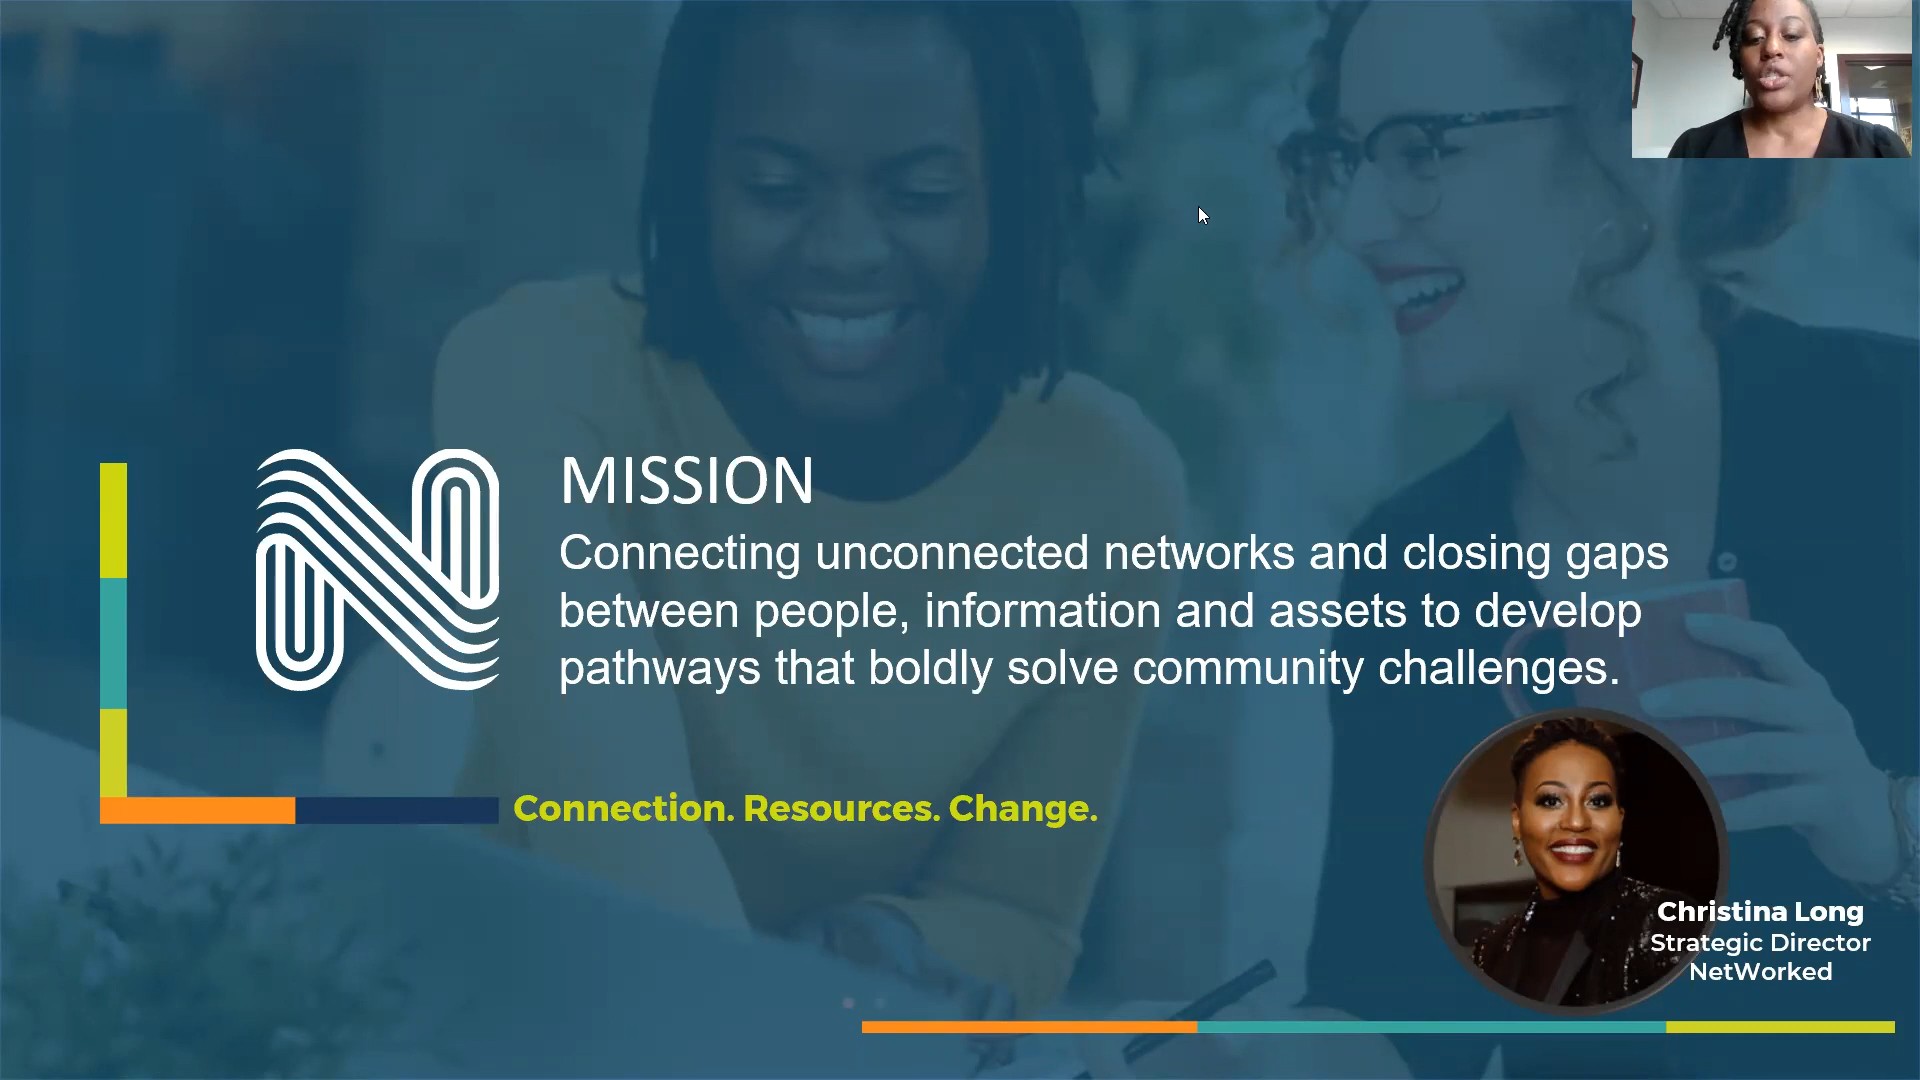 MISSION
Connecting unconnected networks and closing gaps
between people, information and assets to develop
pathways that boldly solve community challenges.
Connection. Resources. Change.
Christina Long
Strategic Director
NetWorked